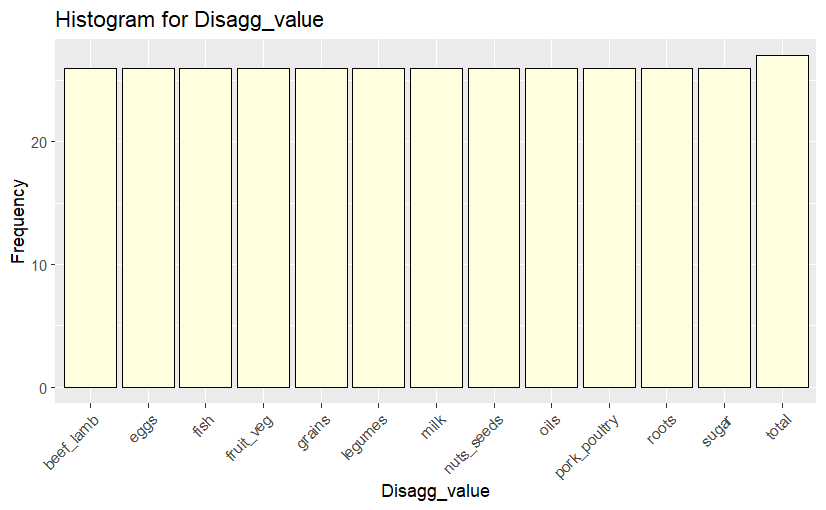 Histogram for Disagg_value
Frequency
20
10
0
beef_lamb
eggs
fish
fruit_veg
grains
legumes
milk
nuts_seeds
oils
pork_poultry
roots
sugar
total
Disagg_value